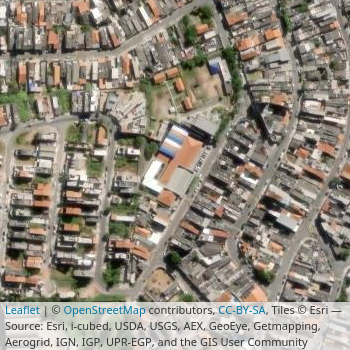 Leaflet | © OpenStreetMap contributors, CC-BY-SA, Tiles © Esri —
Source: Esri, i-cubed, USDA, USGS, AEX, GeoEye, Getmapping,
Aerogrid, IGN, IGP, UPR-EGP, and the GIS User Community